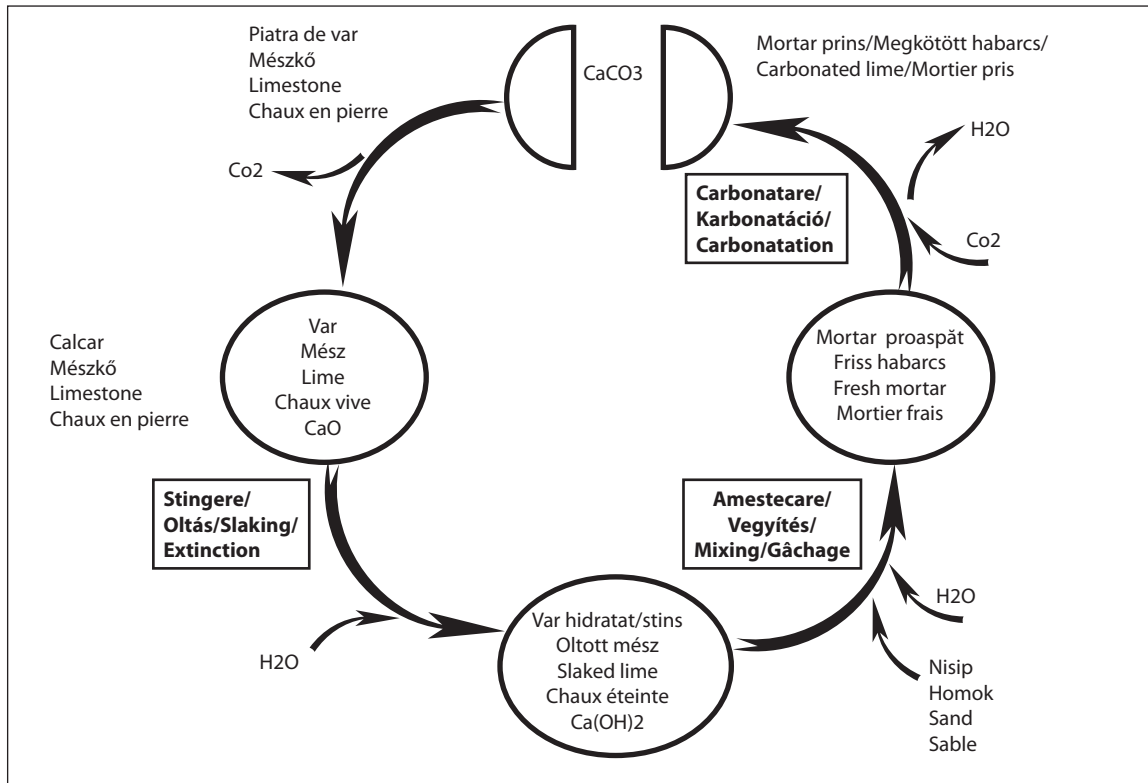 Piatra de var
Mészkő
Limestone
Chaux en pierre
CaCO3
Mortar prins/Megkötött habarcs/
Carbonated lime/Mortier pris
H2O
Co2
Carbonatare/
Karbonatáció/
Carbonatation
Co2
Calcar
Mészkő
Limestone
Chaux en pierre
Var
Mész
Lime
Chaux vive
CaO
Mortar proaspăt
Friss habarcs
Fresh mortar
Mortier frais
Stingere/
Oltás/Slaking/
Extinction
Amestecare/
Vegyítés/
Mixing/Gâchage
H2O
Var hidratat/stins
Oltott mész
Slaked lime
Chaux éteinte
Ca(OH)2
H2O
Nisip
Homok
Sand
Sable